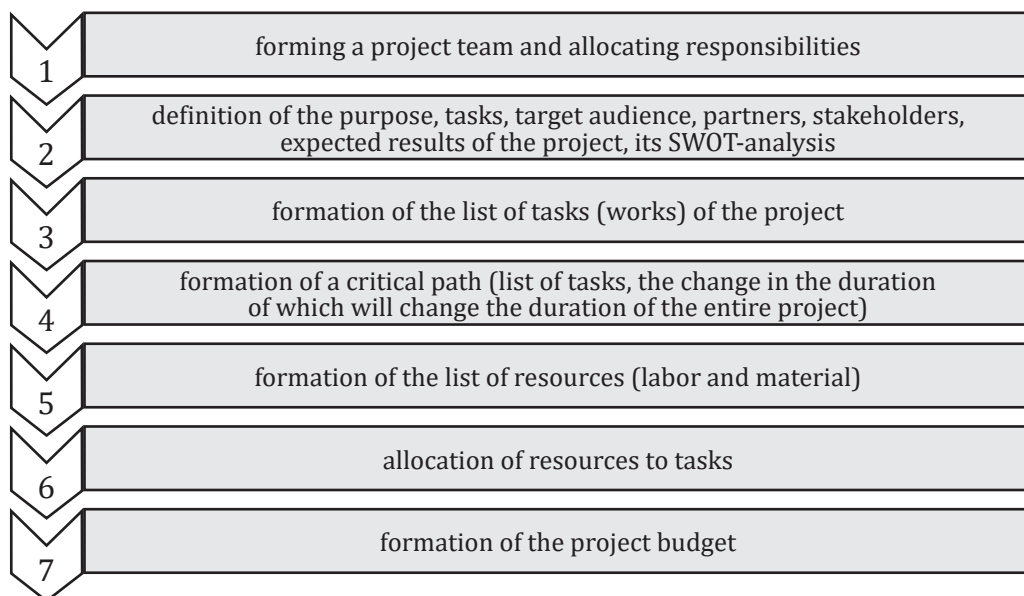 1
forming a project team and allocating responsibilities
2
definition of the purpose, tasks, target audience, partners, stakeholders,
expected results of the project, its SWOT-analysis
3
formation of the list of tasks (works) of the project
4
formation of a critical path (list of tasks, the change in the duration
of which will change the duration of the entire project)
5
formation of the list of resources (labor and material)
6
allocation of resources to tasks
7
formation of the project budget